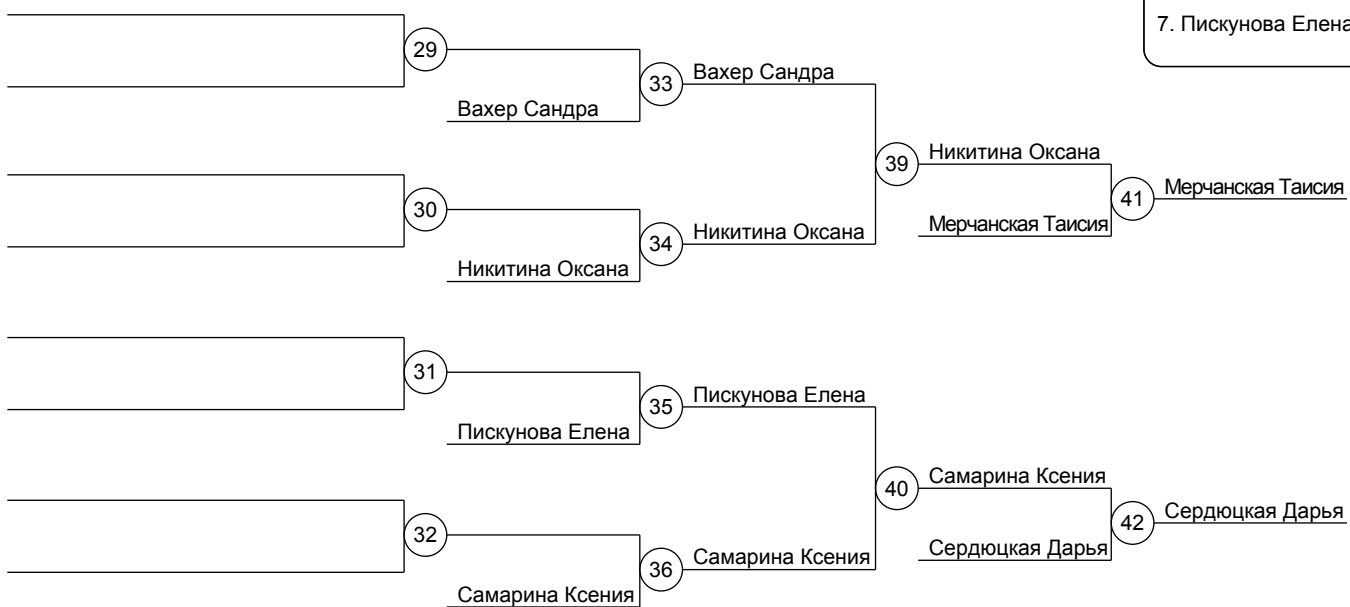 7. Пискунова Елена
29
33
Вахер Сандра
Вахер Сандра
39
Никитина Оксана
41
Мерчанская Таисия
30
34
Никитина Оксана
Мерчанская Таисия
Никитина Оксана
31
35
Пискунова Елена
Пискунова Елена
40
Самарина Ксения
42
Сердюцкая Дарья
32
36
Самарина Ксения
Сердюцкая Дарья
Самарина Ксения